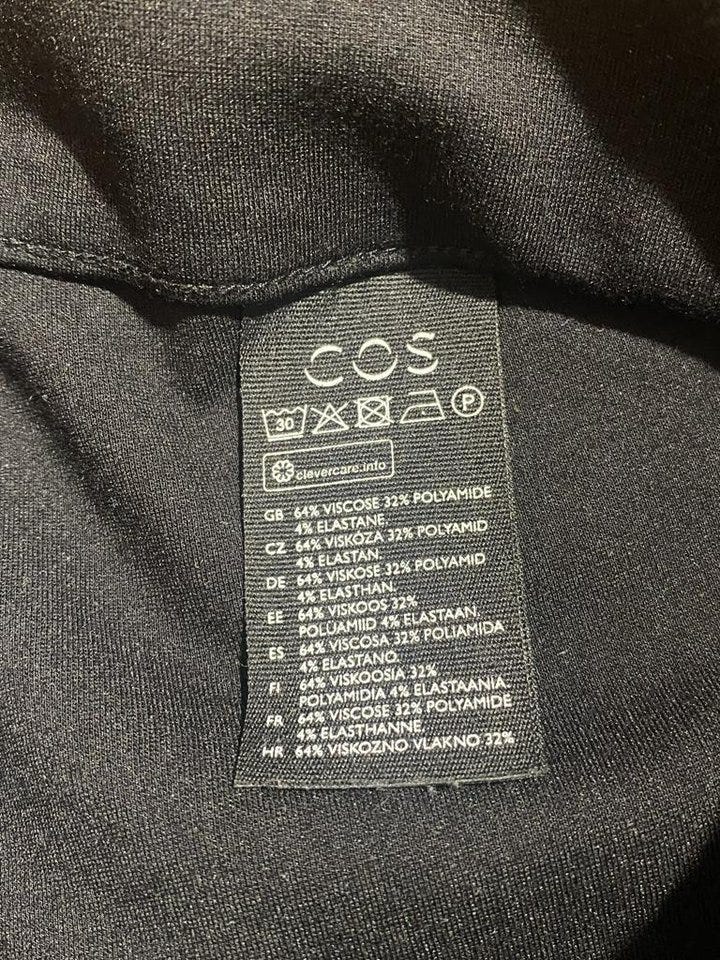 COS
30 P
clevercare.info
GB 64% VISCOSE 32% POLYAMIDE
4% ELASTANE.
CZ 64% VISKÓZA 32% POLYAMID
4% ELASTAN.
DE 64% VISKOSE 32% POLYAMID
4% ELASTHAN.
EE 64% VISKOOS 32%
POLÜAMIID 4% ELASTAAN.
ES 64% VISCOSA 32% POLIAMIDA
4% ELASTANO.
FI 64% VISKOOSIA 32%
POLYAMIDIA 4% ELASTAANIA
FR 64% VISCOSE 32% POLYAMIDE
4% ELASTHANNE.
HR 64% VISKOZNO VLAKNO 32%